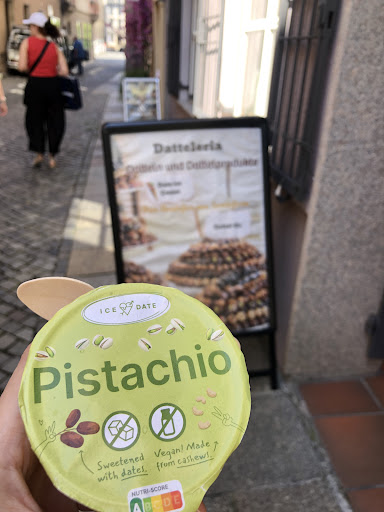 Datteleria
Datteln und Dattelprodukte
ICE DATE
Pistachio
Sweetened
with dates.
Vegan! Made
from cashew!
NUTRI-SCORE
A B C D E